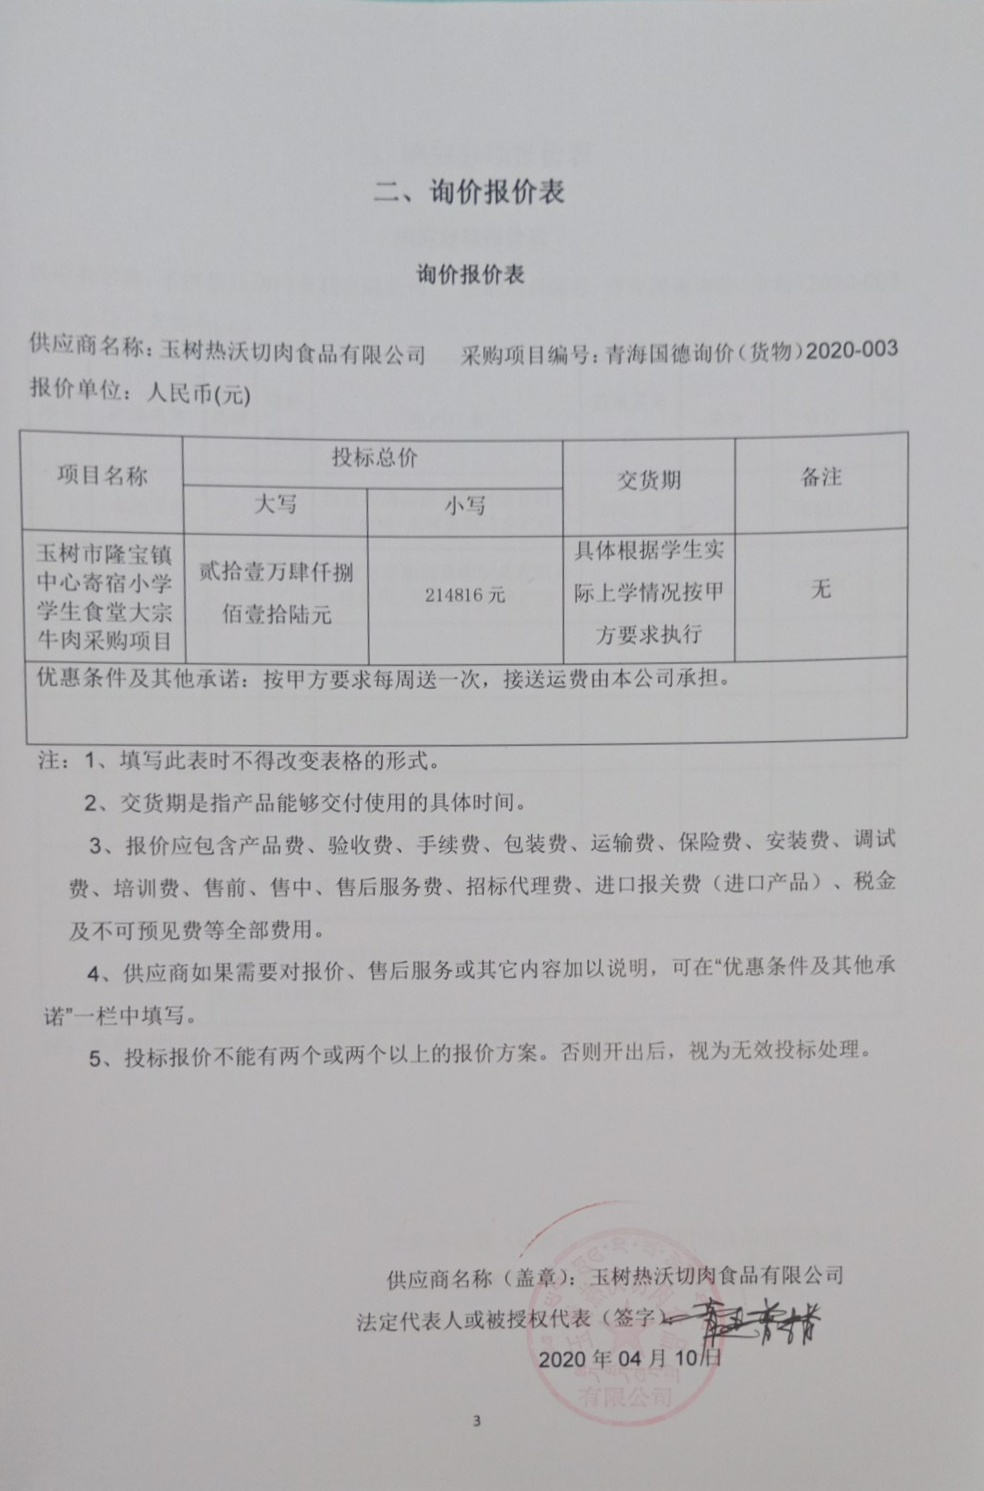 二、询价报价表
询价报价表
供应商名称：玉树热沃切肉食品有限公司 采购项目编号：青海国德询价（货物）2020-003
报价单位：人民币(元)
项目名称 投标总价 交货期 备注
大写 小写
玉树市隆宝镇
中心寄宿小学
学生食堂大宗
牛肉采购项目
贰拾壹万肆仟捌
佰壹拾陆元
214816 元
具体根据学生实
际上学情况按甲
方要求执行
无
优惠条件及其他承诺：按甲方要求每周送一次，接送运费由本公司承担。
注：1、填写此表时不得改变表格的形式。
2、交货期是指产品能够交付使用的具体时间。
3、报价应包含产品费、验收费、手续费、包装费、运输费、保险费、安装费、调试
费、培训费、售前、售中、售后服务费、招标代理费、进口报关费（进口产品）、税金
及不可预见费等全部费用。
4、供应商如果需要对报价、售后服务或其它内容加以说明，可在“优惠条件及其他承
诺”一栏中填写。
5、投标报价不能有两个或两个以上的报价方案。否则开出后，视为无效投标处理。
供应商名称（盖章）：玉树热沃切肉食品有限公司
法定代表人或被授权代表（签字）：
2020 年 04 月 10 日
有限公司
3